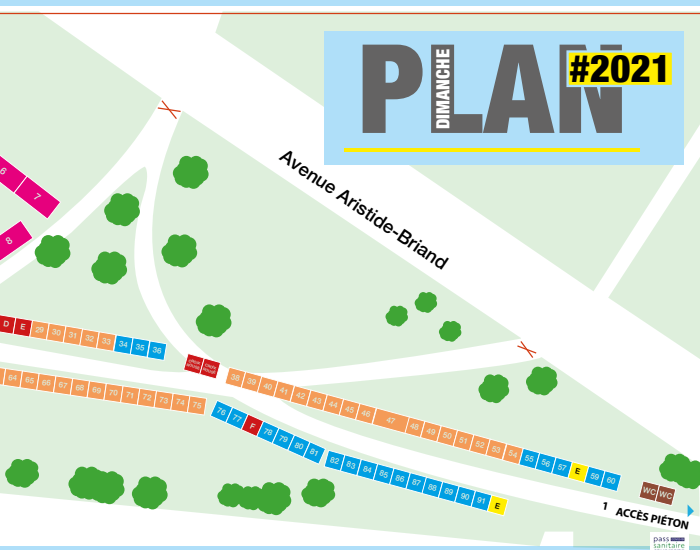 PLAN
DIMANCHE
#2021
Avenue Aristide-Briand
6
7
8
D E 29 30 31 32 33 34 35 36
38 39 40 41 42 43 44 45 46 47 48 49 50 51 52 53 54 55 56 57 E 59 60
64 65 66 67 68 69 70 71 72 73 74 75
76 77 F 78 79 80 81 82 83 84 85 86 87 88 89 90 91 E
WC WC
1 ACCÈS PIÉTON
pass
sanitaire